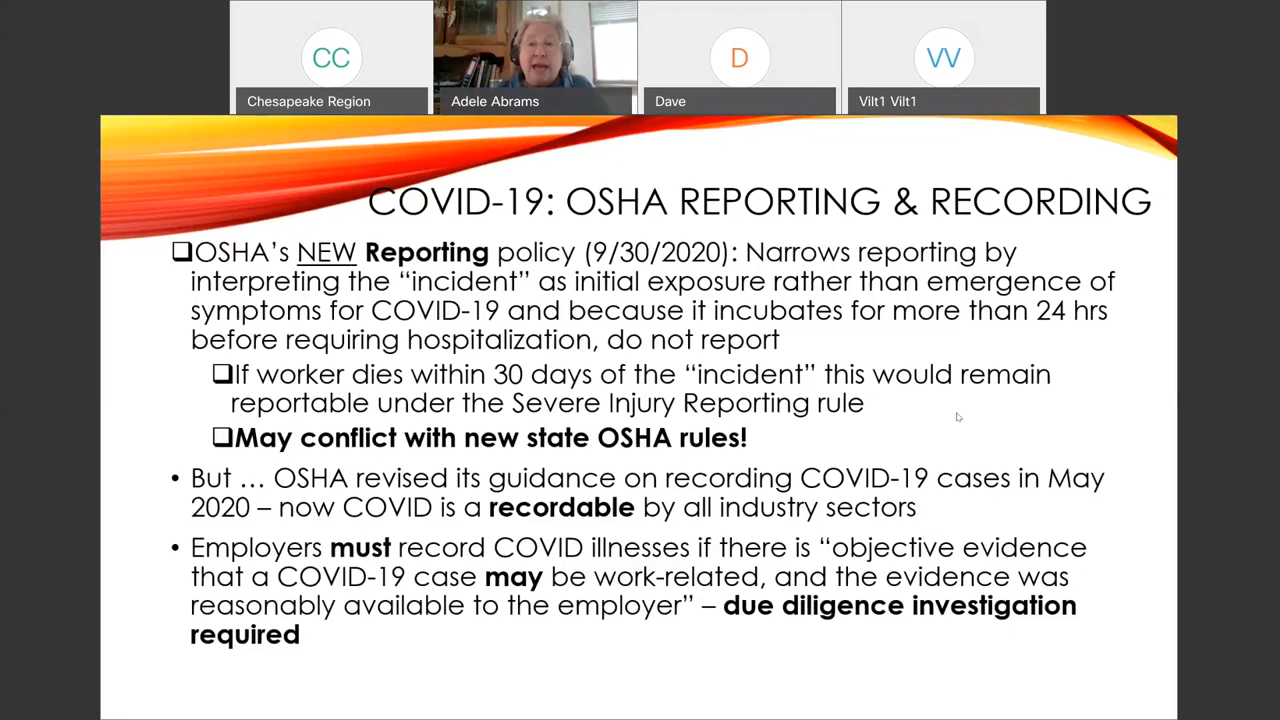 CC
D
VV
Chesapeake Region
Adele Abrams
Dave
Vilt1 Vilt1
COVID-19: OSHA REPORTING & RECORDING
❑OSHA’s NEW Reporting policy (9/30/2020): Narrows reporting by
interpreting the “incident” as initial exposure rather than emergence of
symptoms for COVID-19 and because it incubates for more than 24 hrs
before requiring hospitalization, do not report
❑If worker dies within 30 days of the “incident” this would remain
reportable under the Severe Injury Reporting rule
❑May conflict with new state OSHA rules!
• But … OSHA revised its guidance on recording COVID-19 cases in May
2020 – now COVID is a recordable by all industry sectors
• Employers must record COVID illnesses if there is “objective evidence
that a COVID-19 case may be work-related, and the evidence was
reasonably available to the employer” – due diligence investigation
required